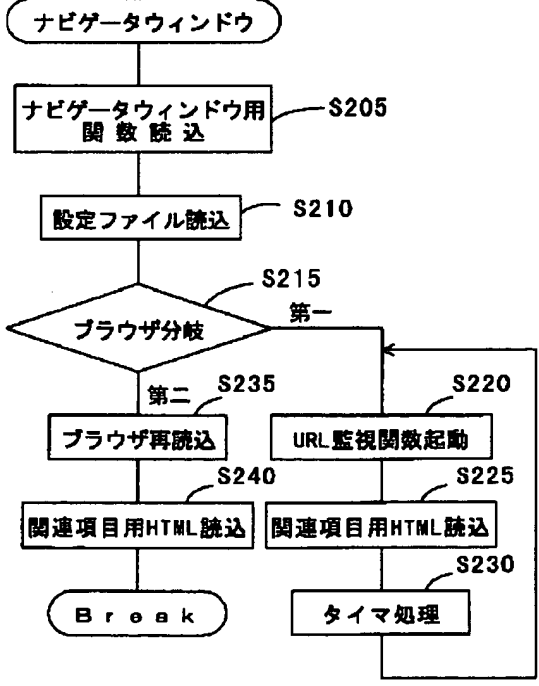 ナビゲータウィンドウ
ナビゲータウィンドウ用
関数読込
S205
設定ファイル読込
S210
S215
ブラウザ分岐
第一
第二
S235
ブラウザ再読込
S240
関連項目用HTML読込
Break
S220
URL監視関数起動
S225
関連項目用HTML読込
S230
タイマ処理